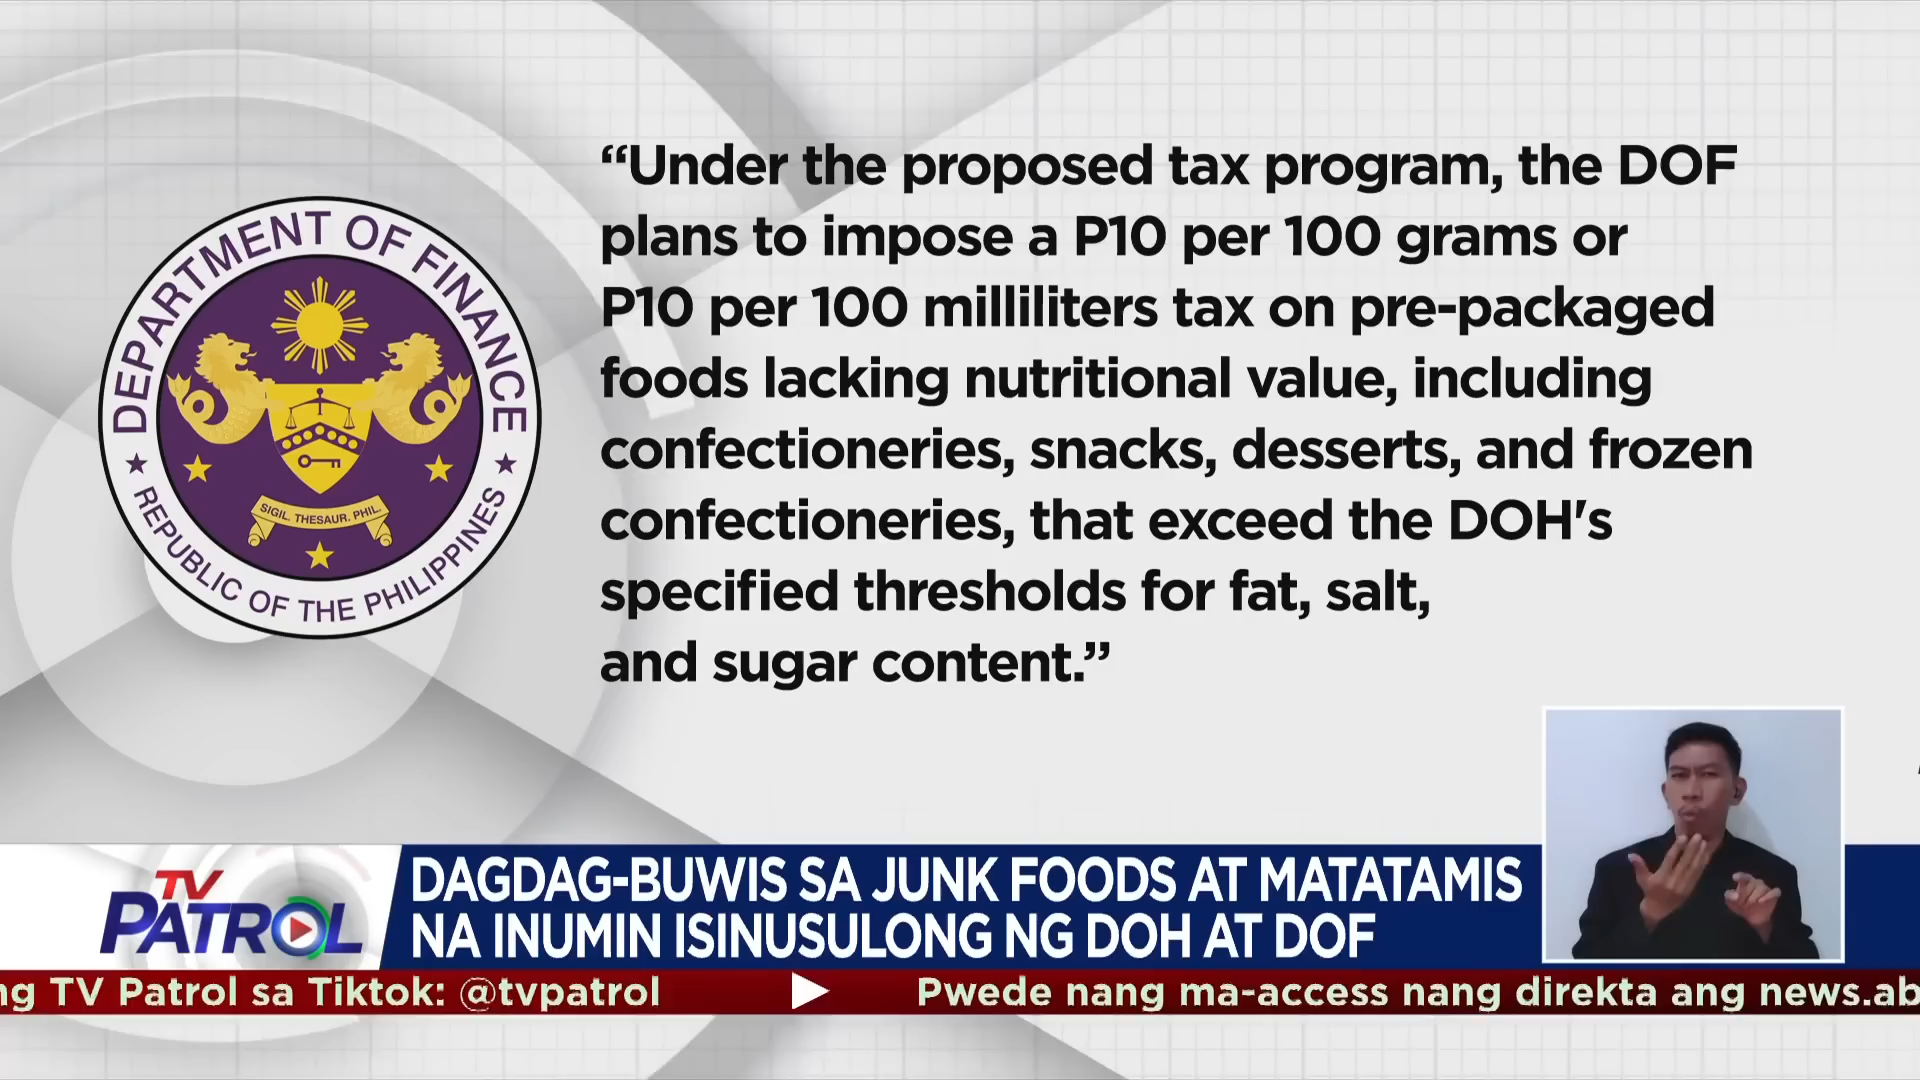 DEPARTMENT OF FINANCE
SIGIL. THESAUR. PHIL.
REPUBLIC OF THE PHILIPPINES
“Under the proposed tax program, the DOF
plans to impose a P10 per 100 grams or
P10 per 100 milliliters tax on pre-packaged
foods lacking nutritional value, including
confectioneries, snacks, desserts, and frozen
confectioneries, that exceed the DOH's
specified thresholds for fat, salt,
and sugar content.”
TV PATROL
DAGDAG-BUWIS SA JUNK FOODS AT MATATAMIS
NA INUMIN ISINUSULONG NG DOH AT DOF
ng TV Patrol sa Tiktok: @tvpatrol Pwede nang ma-access nang direkta ang news.ab